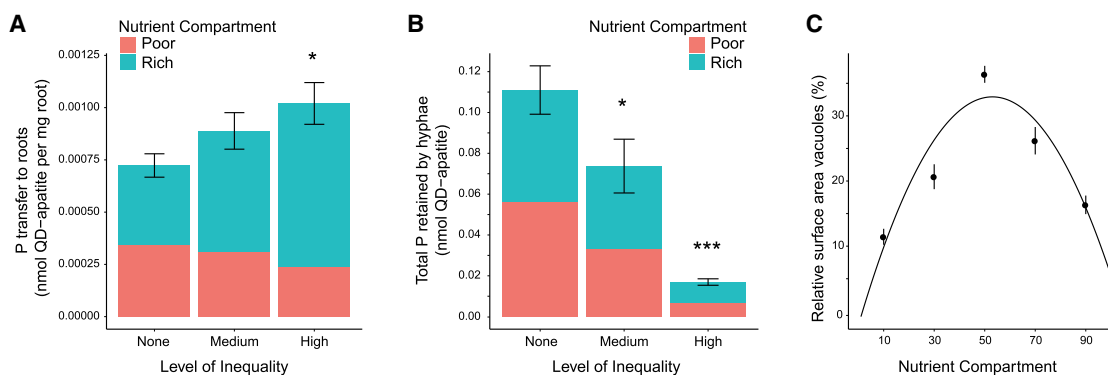 A
Nutrient Compartment
Poor
Rich
P transfer to roots
(nmol QD−apatite per mg root)
0.00125
0.00100
0.00075
0.00050
0.00025
0.00000
*
None Medium High
Level of Inequality
B
Nutrient Compartment
Poor
Rich
Total P retained by hyphae
(nmol QD−apatite)
0.12
0.10
0.08
0.06
0.04
0.02
0.00
*
***
None Medium High
Level of Inequality
C
Relative surface area vacuoles (%)
30
20
10
0
10 30 50 70 90
Nutrient Compartment